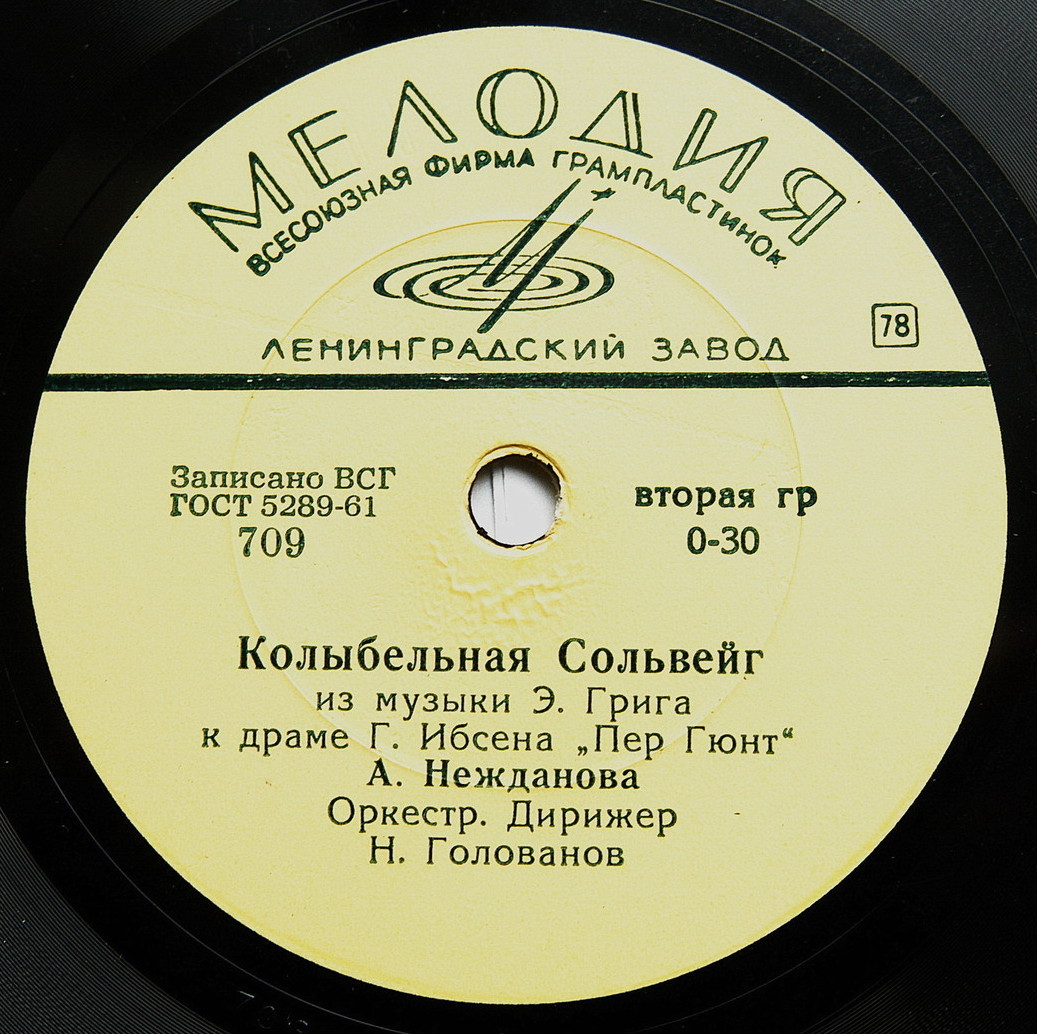 МЕЛОДИЯ
ВСЕСОЮЗНАЯ ФИРМА ГРАМПЛАСТИНОК
ЛЕНИНГРАДСКИЙ ЗАВОД
78
Записано ВСГ
ГОСТ 5289-61
709
вторая гр
0-30
Колыбельная Сольвейг
из музыки Э. Грига
к драме Г. Ибсена „Пер Гюнт“
А. Нежданова
Оркестр. Дирижер
Н. Голованов